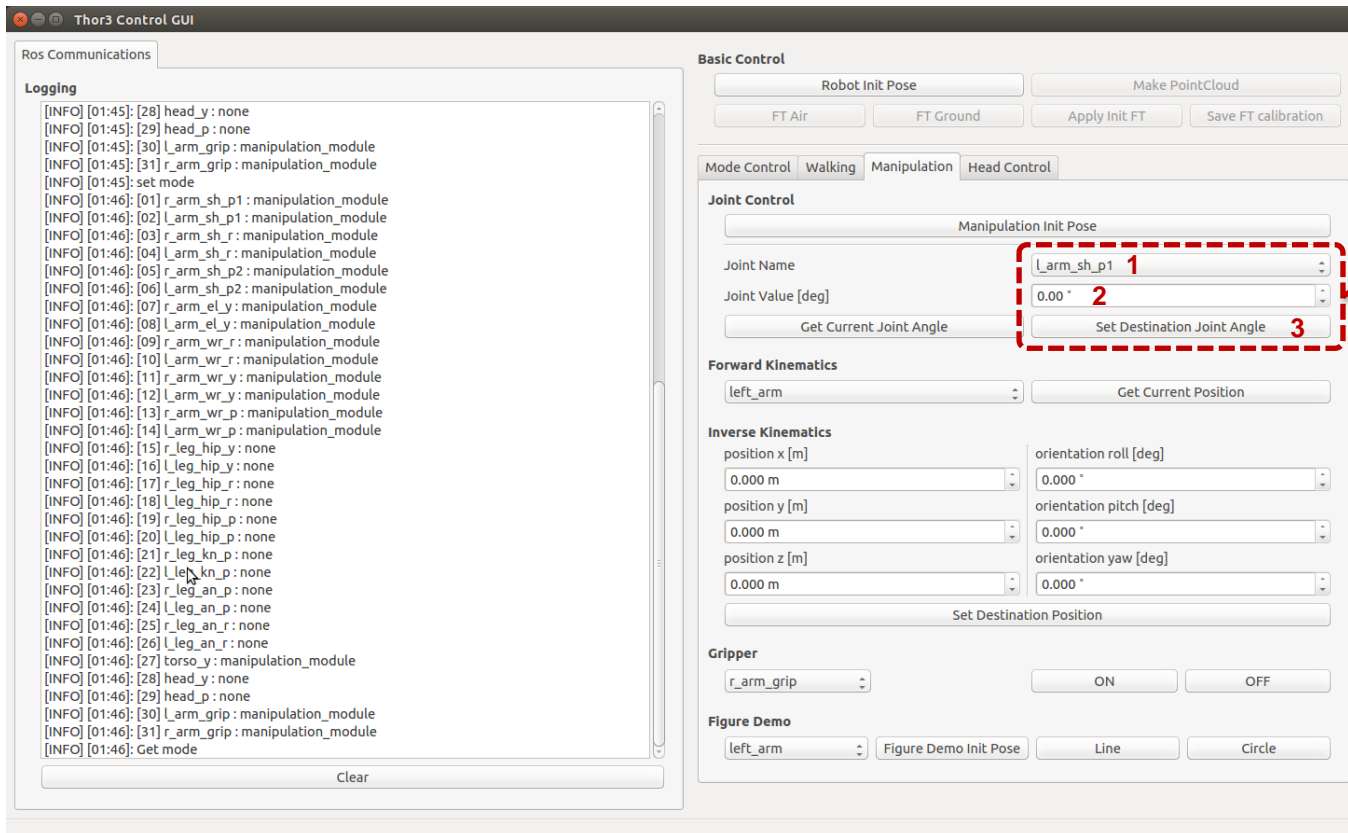 Thor3 Control GUI
Ros Communications
Logging
[INFO] [01:45]: [28] head_y : none
[INFO] [01:45]: [29] head_p : none
[INFO] [01:45]: [30] l_arm_grip : manipulation_module
[INFO] [01:45]: [31] r_arm_grip : manipulation_module
[INFO] [01:45]: set mode
[INFO] [01:46]: [01] r_arm_sh_p1 : manipulation_module
[INFO] [01:46]: [02] l_arm_sh_p1 : manipulation_module
[INFO] [01:46]: [03] r_arm_sh_r : manipulation_module
[INFO] [01:46]: [04] l_arm_sh_r : manipulation_module
[INFO] [01:46]: [05] r_arm_sh_p2 : manipulation_module
[INFO] [01:46]: [06] l_arm_sh_p2 : manipulation_module
[INFO] [01:46]: [07] r_arm_el_y : manipulation_module
[INFO] [01:46]: [08] l_arm_el_y : manipulation_module
[INFO] [01:46]: [09] r_arm_wr_r : manipulation_module
[INFO] [01:46]: [10] l_arm_wr_r : manipulation_module
[INFO] [01:46]: [11] r_arm_wr_y : manipulation_module
[INFO] [01:46]: [12] l_arm_wr_y : manipulation_module
[INFO] [01:46]: [13] r_arm_wr_p : manipulation_module
[INFO] [01:46]: [14] l_arm_wr_p : manipulation_module
[INFO] [01:46]: [15] r_leg_hip_y : none
[INFO] [01:46]: [16] l_leg_hip_y : none
[INFO] [01:46]: [17] r_leg_hip_r : none
[INFO] [01:46]: [18] l_leg_hip_r : none
[INFO] [01:46]: [19] r_leg_hip_p : none
[INFO] [01:46]: [20] l_leg_hip_p : none
[INFO] [01:46]: [21] r_leg_kn_p : none
[INFO] [01:46]: [22] l_leg_kn_p : none
[INFO] [01:46]: [23] r_leg_an_p : none
[INFO] [01:46]: [24] l_leg_an_p : none
[INFO] [01:46]: [25] r_leg_an_r : none
[INFO] [01:46]: [26] l_leg_an_r : none
[INFO] [01:46]: [27] torso_y : manipulation_module
[INFO] [01:46]: [28] head_y : none
[INFO] [01:46]: [29] head_p : none
[INFO] [01:46]: [30] l_arm_grip : manipulation_module
[INFO] [01:46]: [31] r_arm_grip : manipulation_module
[INFO] [01:46]: Get mode
Clear
Basic Control
Robot Init Pose Make PointCloud
FT Air FT Ground Apply Init FT Save FT calibration
Mode Control Walking Manipulation Head Control
Joint Control
Manipulation Init Pose
Joint Name l_arm_sh_p1 1
Joint Value [deg] 0.00 ° 2
Get Current Joint Angle Set Destination Joint Angle 3
Forward Kinematics
left_arm Get Current Position
Inverse Kinematics
position x [m] orientation roll [deg]
0.000 m 0.000 °
position y [m] orientation pitch [deg]
0.000 m 0.000 °
position z [m] orientation yaw [deg]
0.000 m 0.000 °
Set Destination Position
Gripper
r_arm_grip ON OFF
Figure Demo
left_arm Figure Demo Init Pose Line Circle